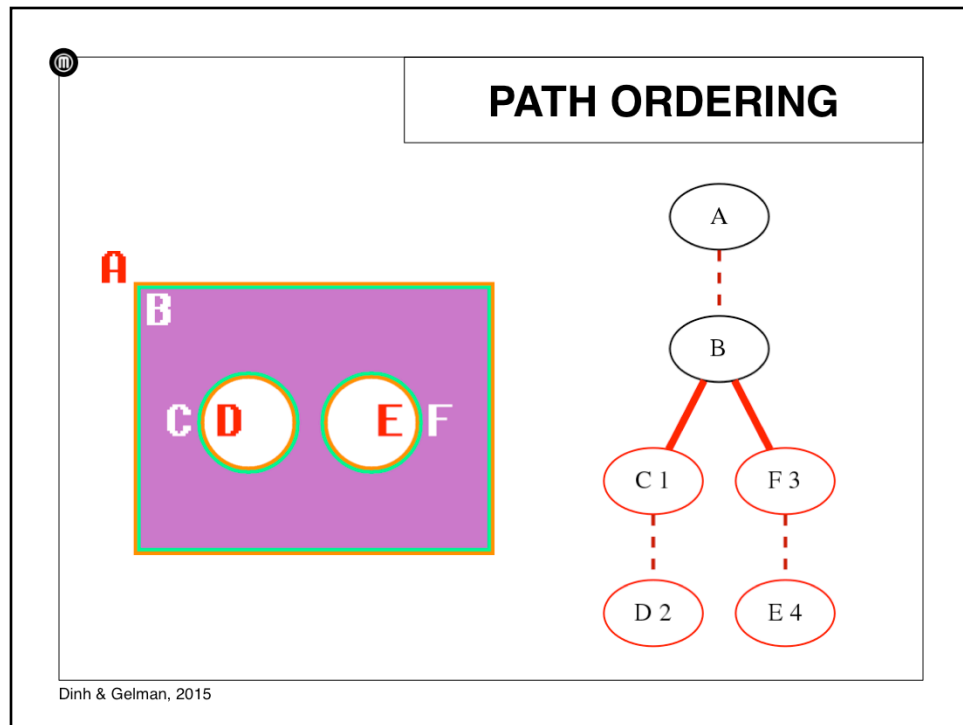 m
PATH ORDERING
A
A
B
B
C D E F
C 1 F 3
D 2 E 4
Dinh & Gelman, 2015